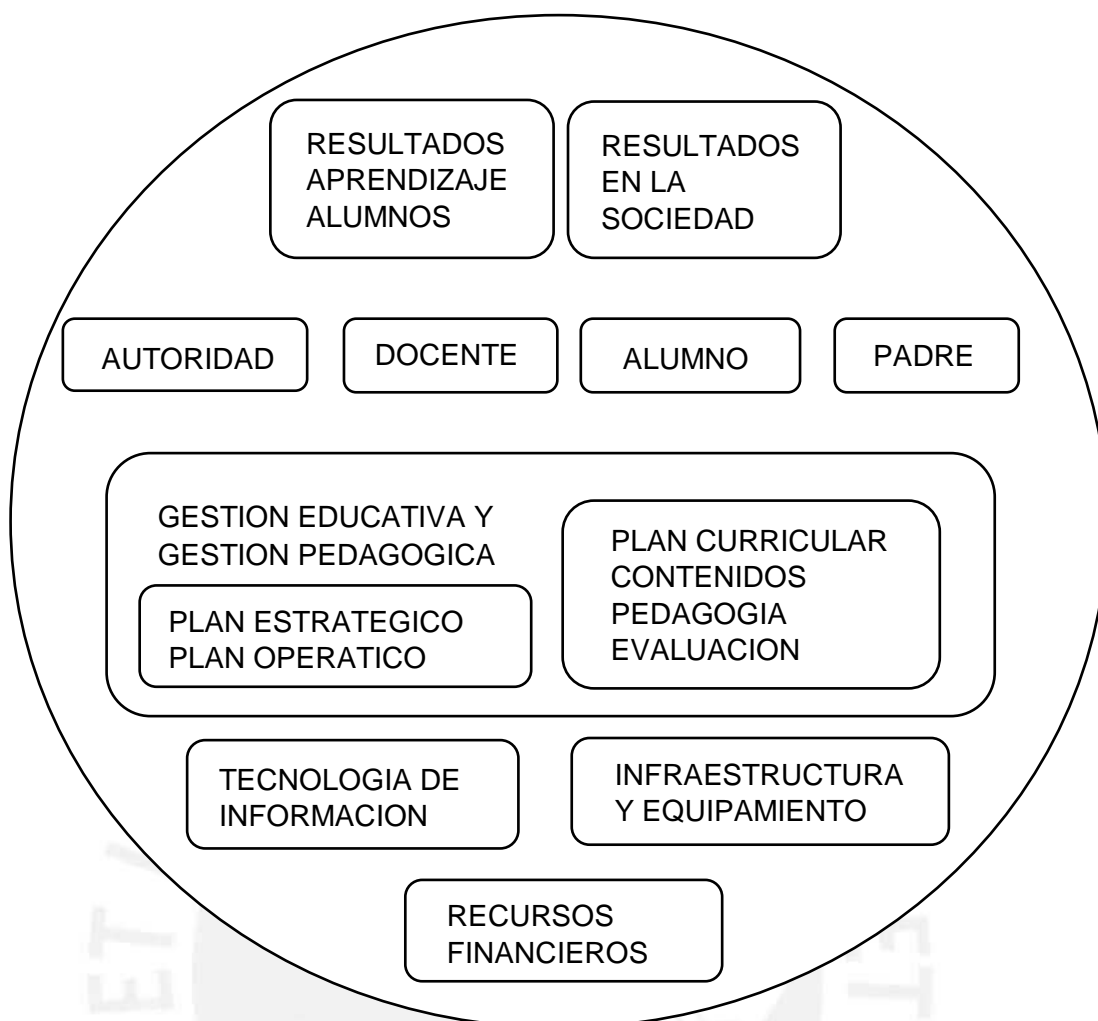 RESULTADOS
APRENDIZAJE
ALUMNOS
RESULTADOS
EN LA
SOCIEDAD
AUTORIDAD
DOCENTE
ALUMNO
PADRE
GESTION EDUCATIVA Y
GESTION PEDAGOGICA
PLAN ESTRATEGICO
PLAN OPERATICO
PLAN CURRICULAR
CONTENIDOS
PEDAGOGIA
EVALUACION
TECNOLOGIA DE
INFORMACION
INFRAESTRUCTURA
Y EQUIPAMIENTO
RECURSOS
FINANCIEROS